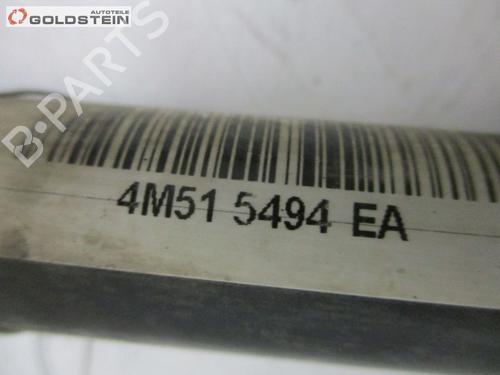 AUTOTEILE
GOLDSTEIN
B-PARTS
4M51 5494 EA